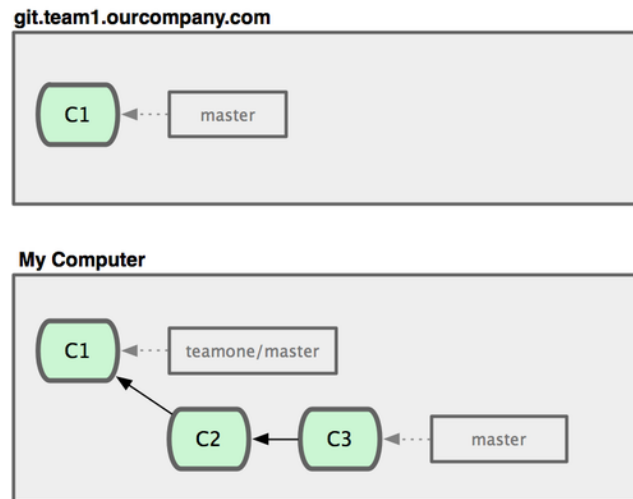 git.team1.ourcompany.com
C1
master
My Computer
C1
teamone/master
C2
C3
master